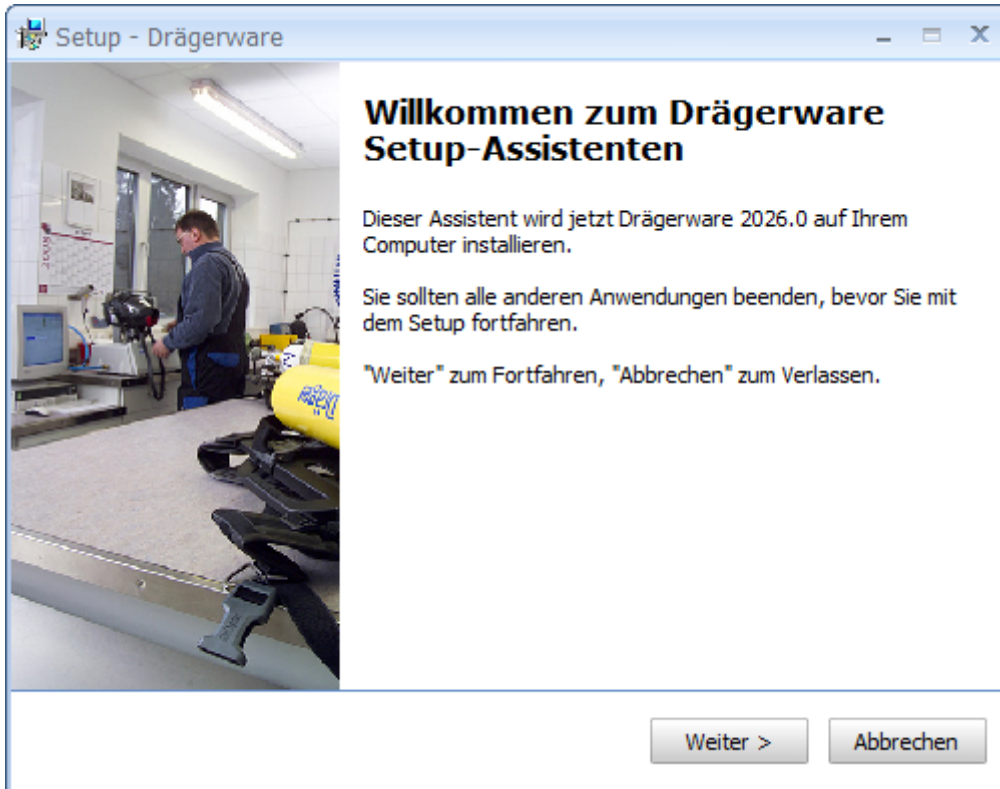 Setup - Drägerware
Willkommen zum Drägerware
Setup-Assistenten
Dieser Assistent wird jetzt Drägerware 2026.0 auf Ihrem
Computer installieren.
Sie sollten alle anderen Anwendungen beenden, bevor Sie mit
dem Setup fortfahren.
"Weiter" zum Fortfahren, "Abbrechen" zum Verlassen.
2008
Dräger
Weiter >
Abbrechen